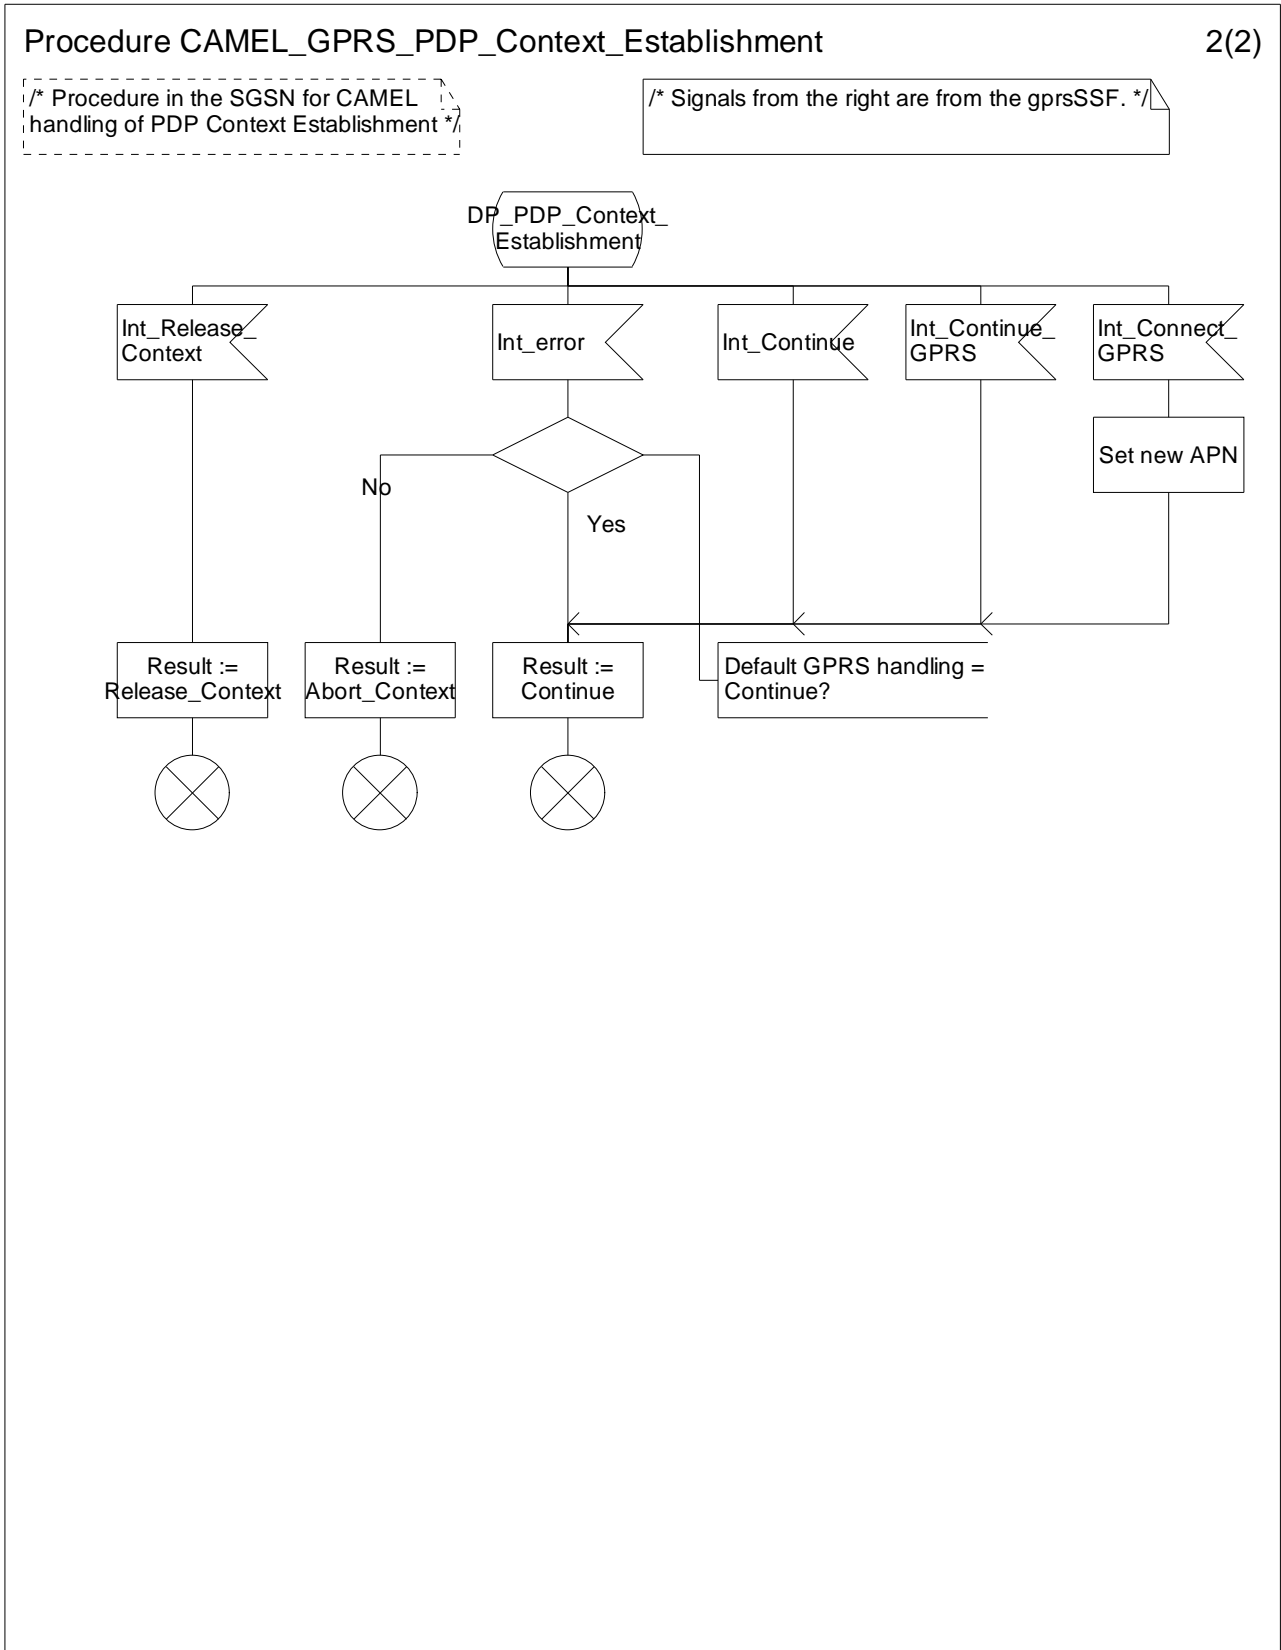 Procedure CAMEL_GPRS_PDP_Context_Establishment 2(2)
/* Procedure in the SGSN for CAMEL
handling of PDP Context Establishment */
/* Signals from the right are from the gprsSSF. */
DP_PDP_Context_
Establishment
Int_Release_
Context
Int_error
Int_Continue
Int_Continue_
GPRS
Int_Connect_
GPRS
Set new APN
No
Yes
Result :=
Release_Context
Result :=
Abort_Context
Result :=
Continue
Default GPRS handling =
Continue?